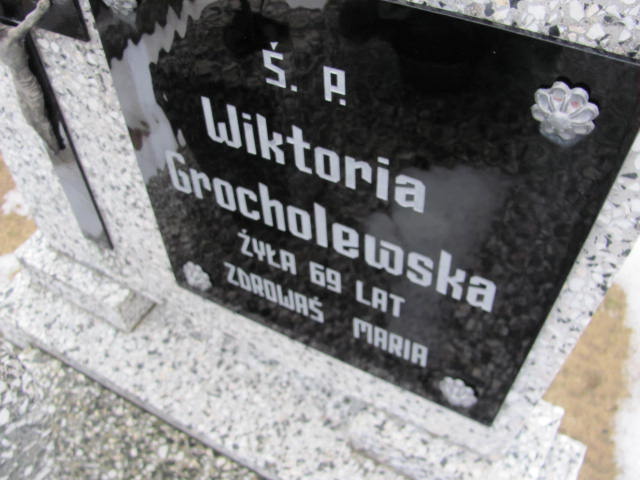 Ś. P.
Wiktoria
Grocholewska
ŻYŁA 69 LAT
ZDROWAŚ MARIA